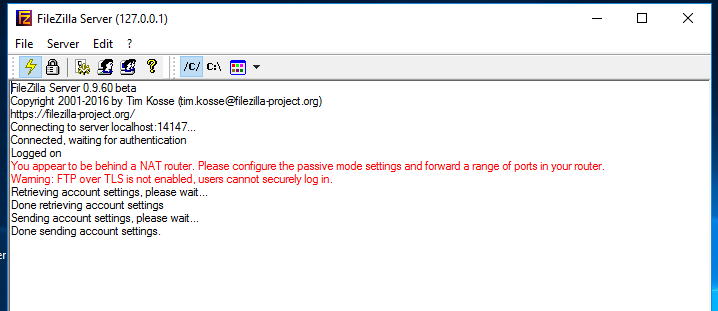 FileZilla Server (127.0.0.1)
File Server Edit ?
/C/ C:\
FileZilla Server 0.9.60 beta
Copyright 2001-2016 by Tim Kosse (tim.kosse@filezilla-project.org)
https://filezilla-project.org/
Connecting to server localhost:14147...
Connected, waiting for authentication
Logged on
You appear to be behind a NAT router. Please configure the passive mode settings and forward a range of ports in your router.
Warning: FTP over TLS is not enabled, users cannot securely log in.
Retrieving account settings, please wait...
Done retrieving account settings
Sending account settings, please wait...
Done sending account settings.